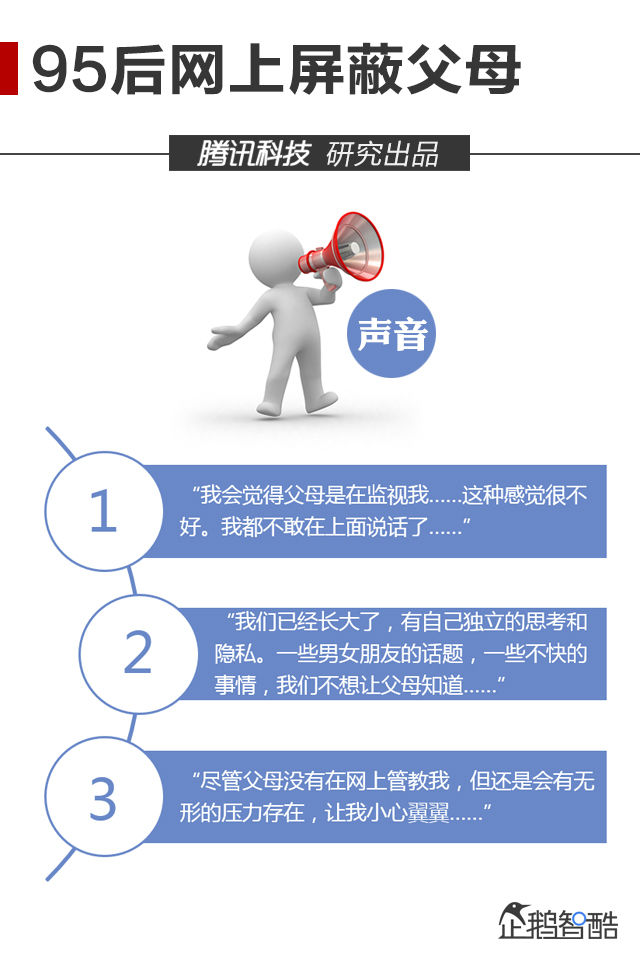 95后网上屏蔽父母
腾讯科技 研究出品
声音
1
“我会觉得父母是在监视我……这种感觉很不
好。我都不敢在上面说话了……”
2
“我们已经长大了，有自己独立的思考和
隐私。一些男女朋友的话题，一些不快的
事情，我们不想让父母知道……”
3
“尽管父母没有在网上管教我，但还是会有无
形的压力存在，让我小心翼翼……”
企鹅智酷